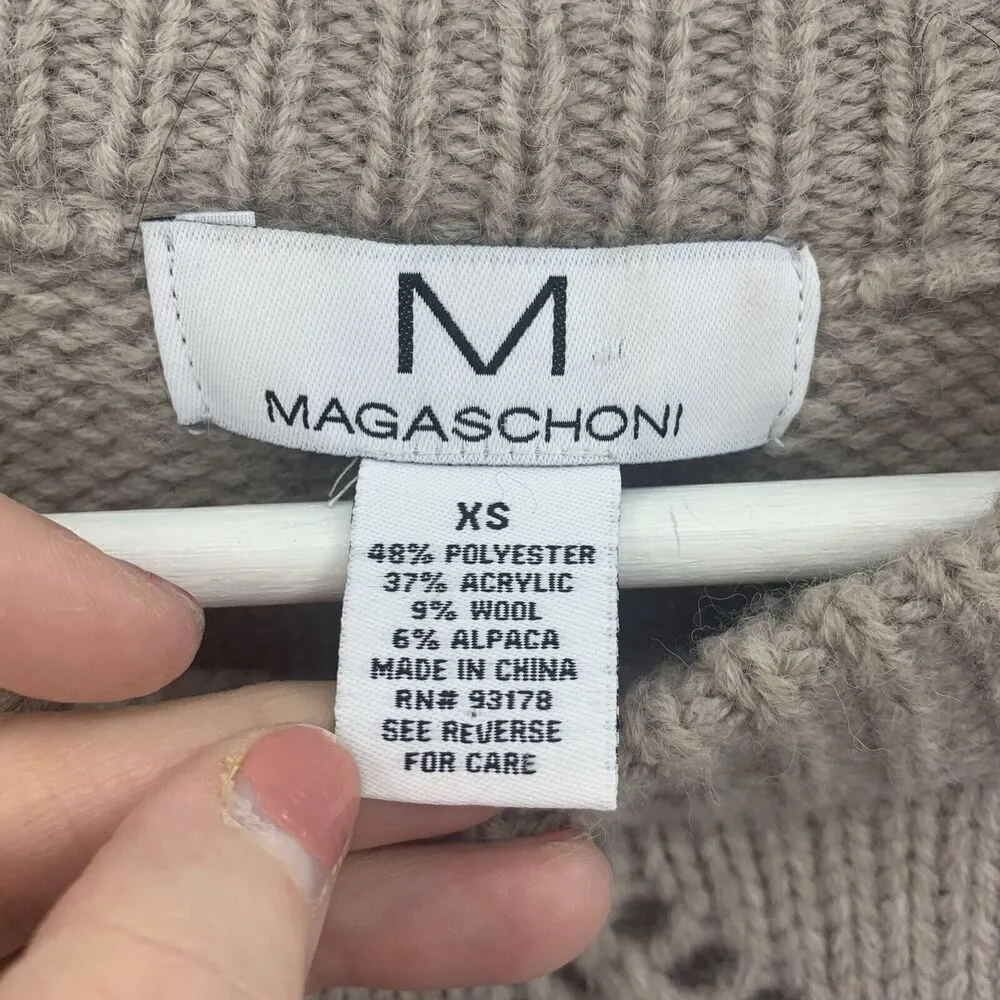 M
MAGASCHONI
XS
48% POLYESTER
37% ACRYLIC
9% WOOL
6% ALPACA
MADE IN CHINA
RN# 93178
SEE REVERSE
FOR CARE